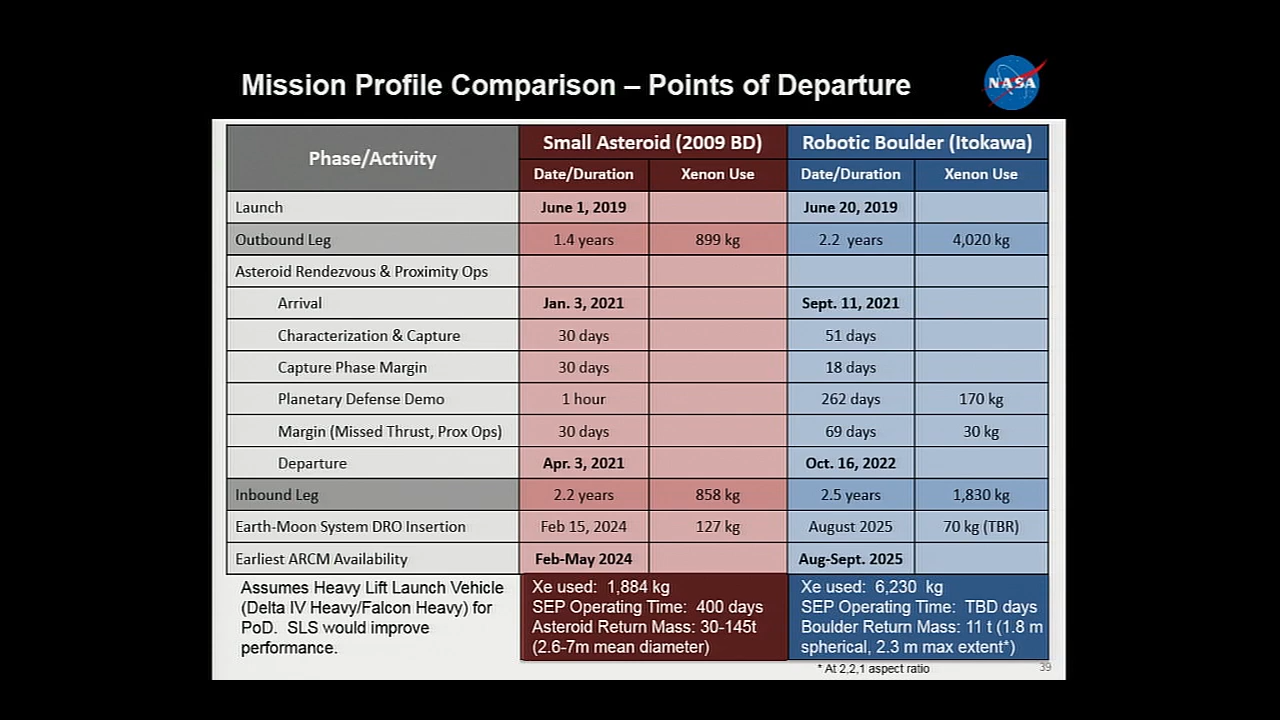 Mission Profile Comparison – Points of Departure
NASA
Phase/Activity
Small Asteroid (2009 BD)
Robotic Boulder (Itokawa)
Date/Duration
Xenon Use
Date/Duration
Xenon Use
Launch
June 1, 2019
June 20, 2019
Outbound Leg
1.4 years
899 kg
2.2 years
4,020 kg
Asteroid Rendezvous & Proximity Ops
Arrival
Jan. 3, 2021
Sept. 11, 2021
Characterization & Capture
30 days
51 days
Capture Phase Margin
30 days
18 days
Planetary Defense Demo
1 hour
262 days
170 kg
Margin (Missed Thrust, Prox Ops)
30 days
69 days
30 kg
Departure
Apr. 3, 2021
Oct. 16, 2022
Inbound Leg
2.2 years
858 kg
2.5 years
1,830 kg
Earth-Moon System DRO Insertion
Feb 15, 2024
127 kg
August 2025
70 kg (TBR)
Earliest ARCM Availability
Feb-May 2024
Aug-Sept. 2025
Assumes Heavy Lift Launch Vehicle
(Delta IV Heavy/Falcon Heavy) for
PoD. SLS would improve
performance.
Xe used: 1,884 kg
SEP Operating Time: 400 days
Asteroid Return Mass: 30-145t
(2.6-7m mean diameter)
Xe used: 6,230 kg
SEP Operating Time: TBD days
Boulder Return Mass: 11 t (1.8 m
spherical, 2.3 m max extent*)
* At 2,2,1 aspect ratio
39